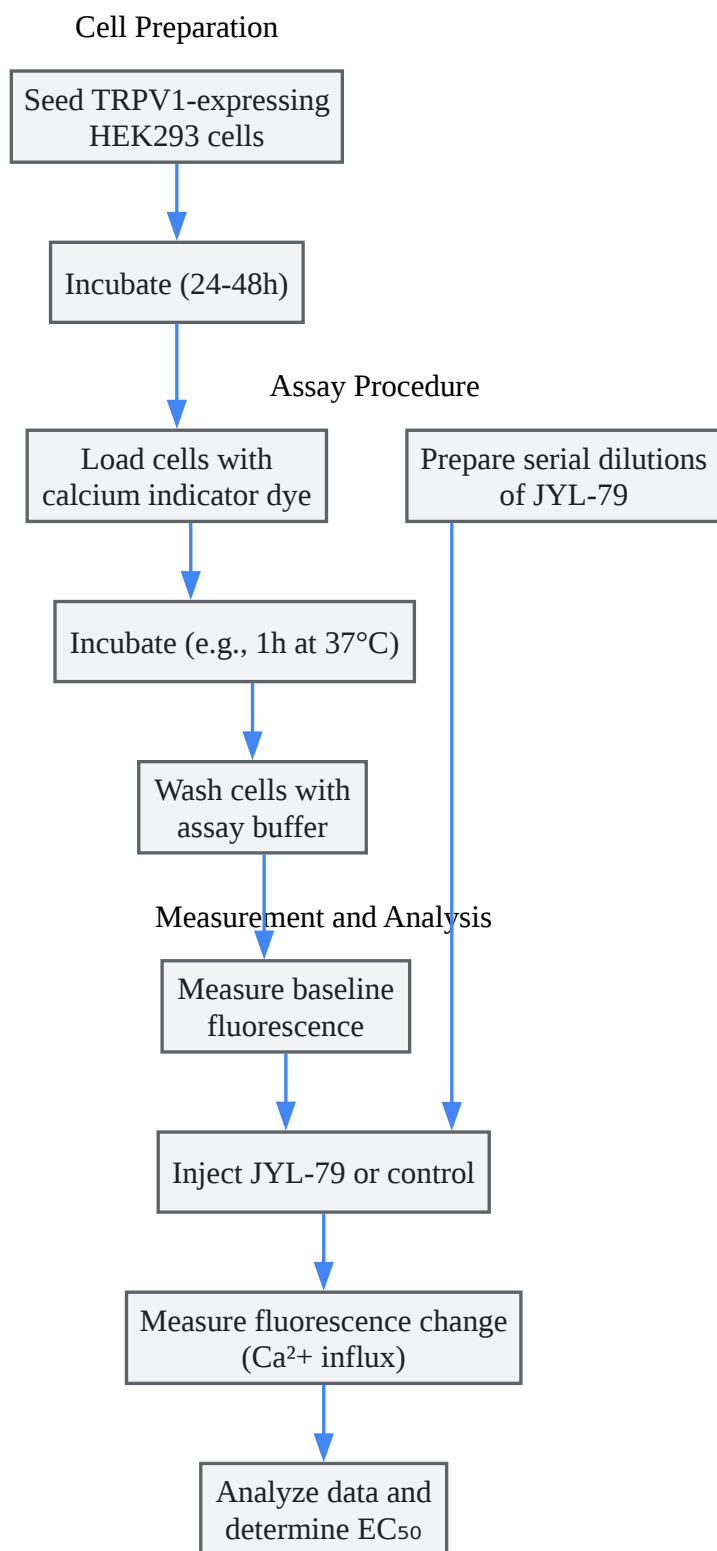 Cell Preparation
Seed TRPV1-expressing
HEK293 cells
Incubate (24-48h)
Assay Procedure
Load cells with
calcium indicator dye
Prepare serial dilutions
of JYL-79
Incubate (e.g., 1h at 37°C)
Wash cells with
assay buffer
Measurement and Analysis
Measure baseline
fluorescence
Inject JYL-79 or control
Measure fluorescence change
(Ca²+ influx)
Analyze data and
determine EC₅₀